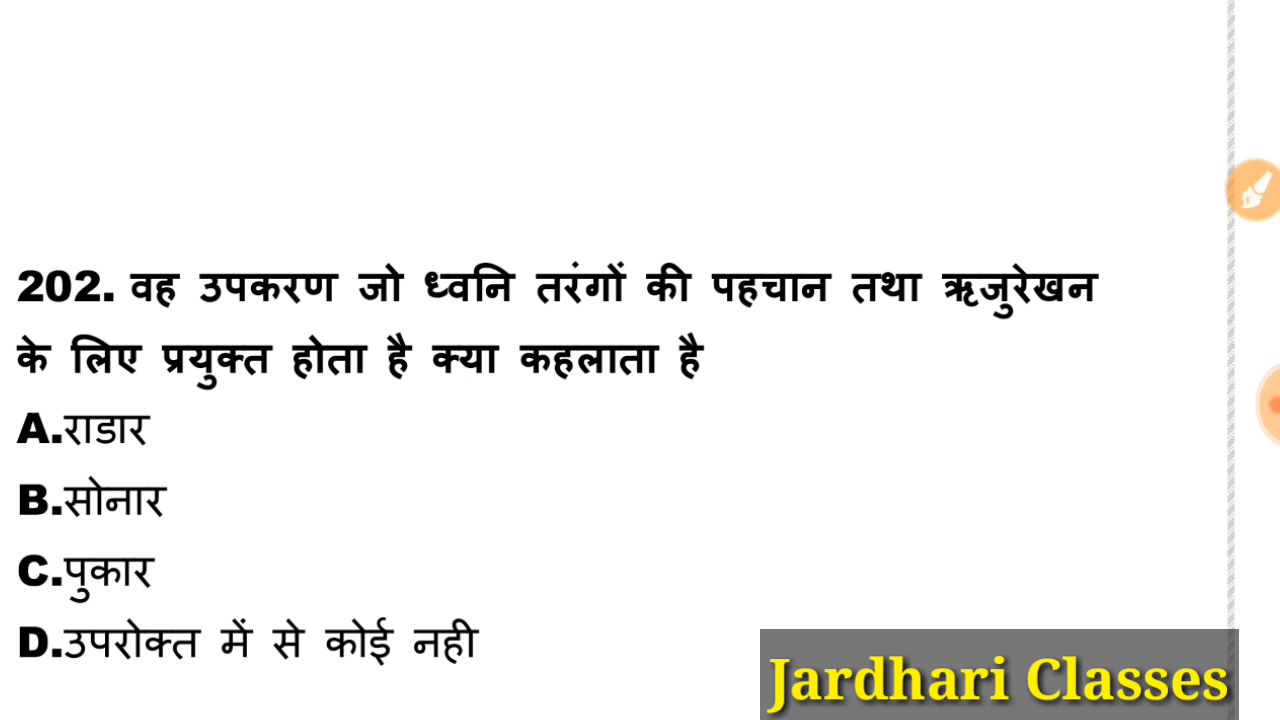 202. वह उपकरण जो ध्वनि तरंगों की पहचान तथा ऋजुरेखन
के लिए प्रयुक्त होता है क्या कहलाता है
A.राडार
B.सोनार
C.पुकार
D.उपरोक्त में से कोई नही
Jardhari Classes